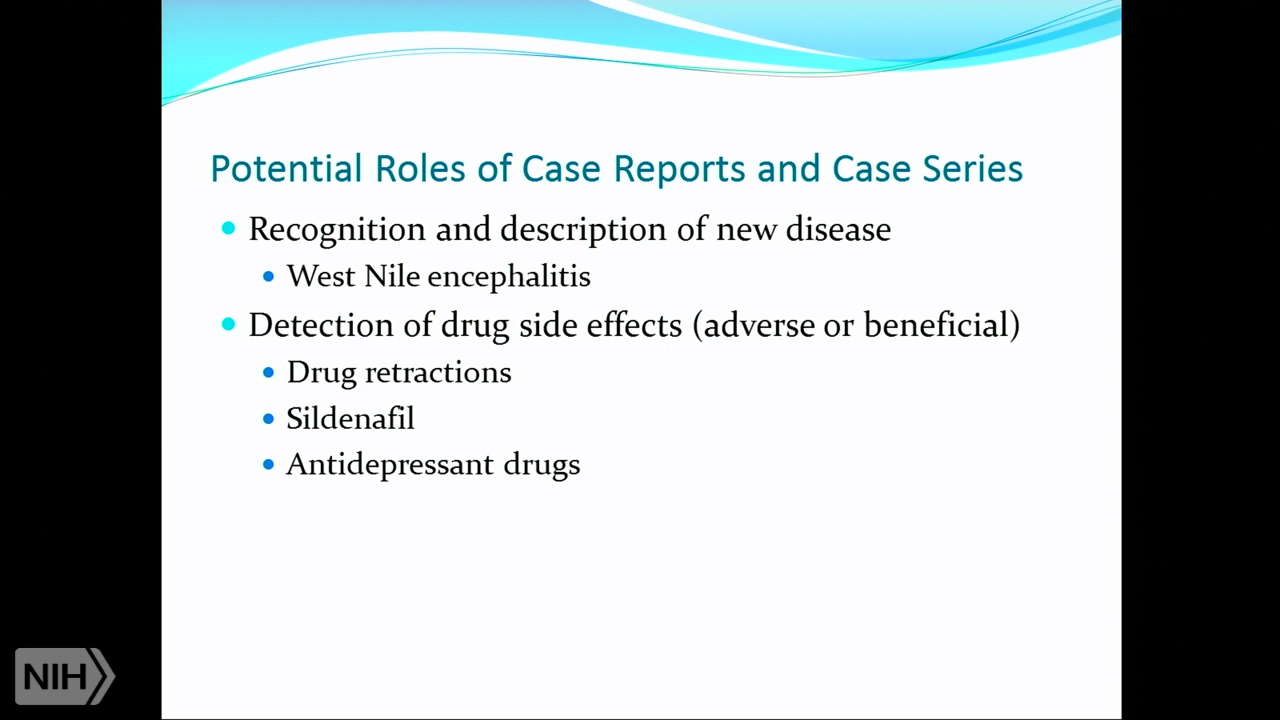 Potential Roles of Case Reports and Case Series
Recognition and description of new disease
West Nile encephalitis
Detection of drug side effects (adverse or beneficial)
Drug retractions
Sildenafil
Antidepressant drugs
NIH